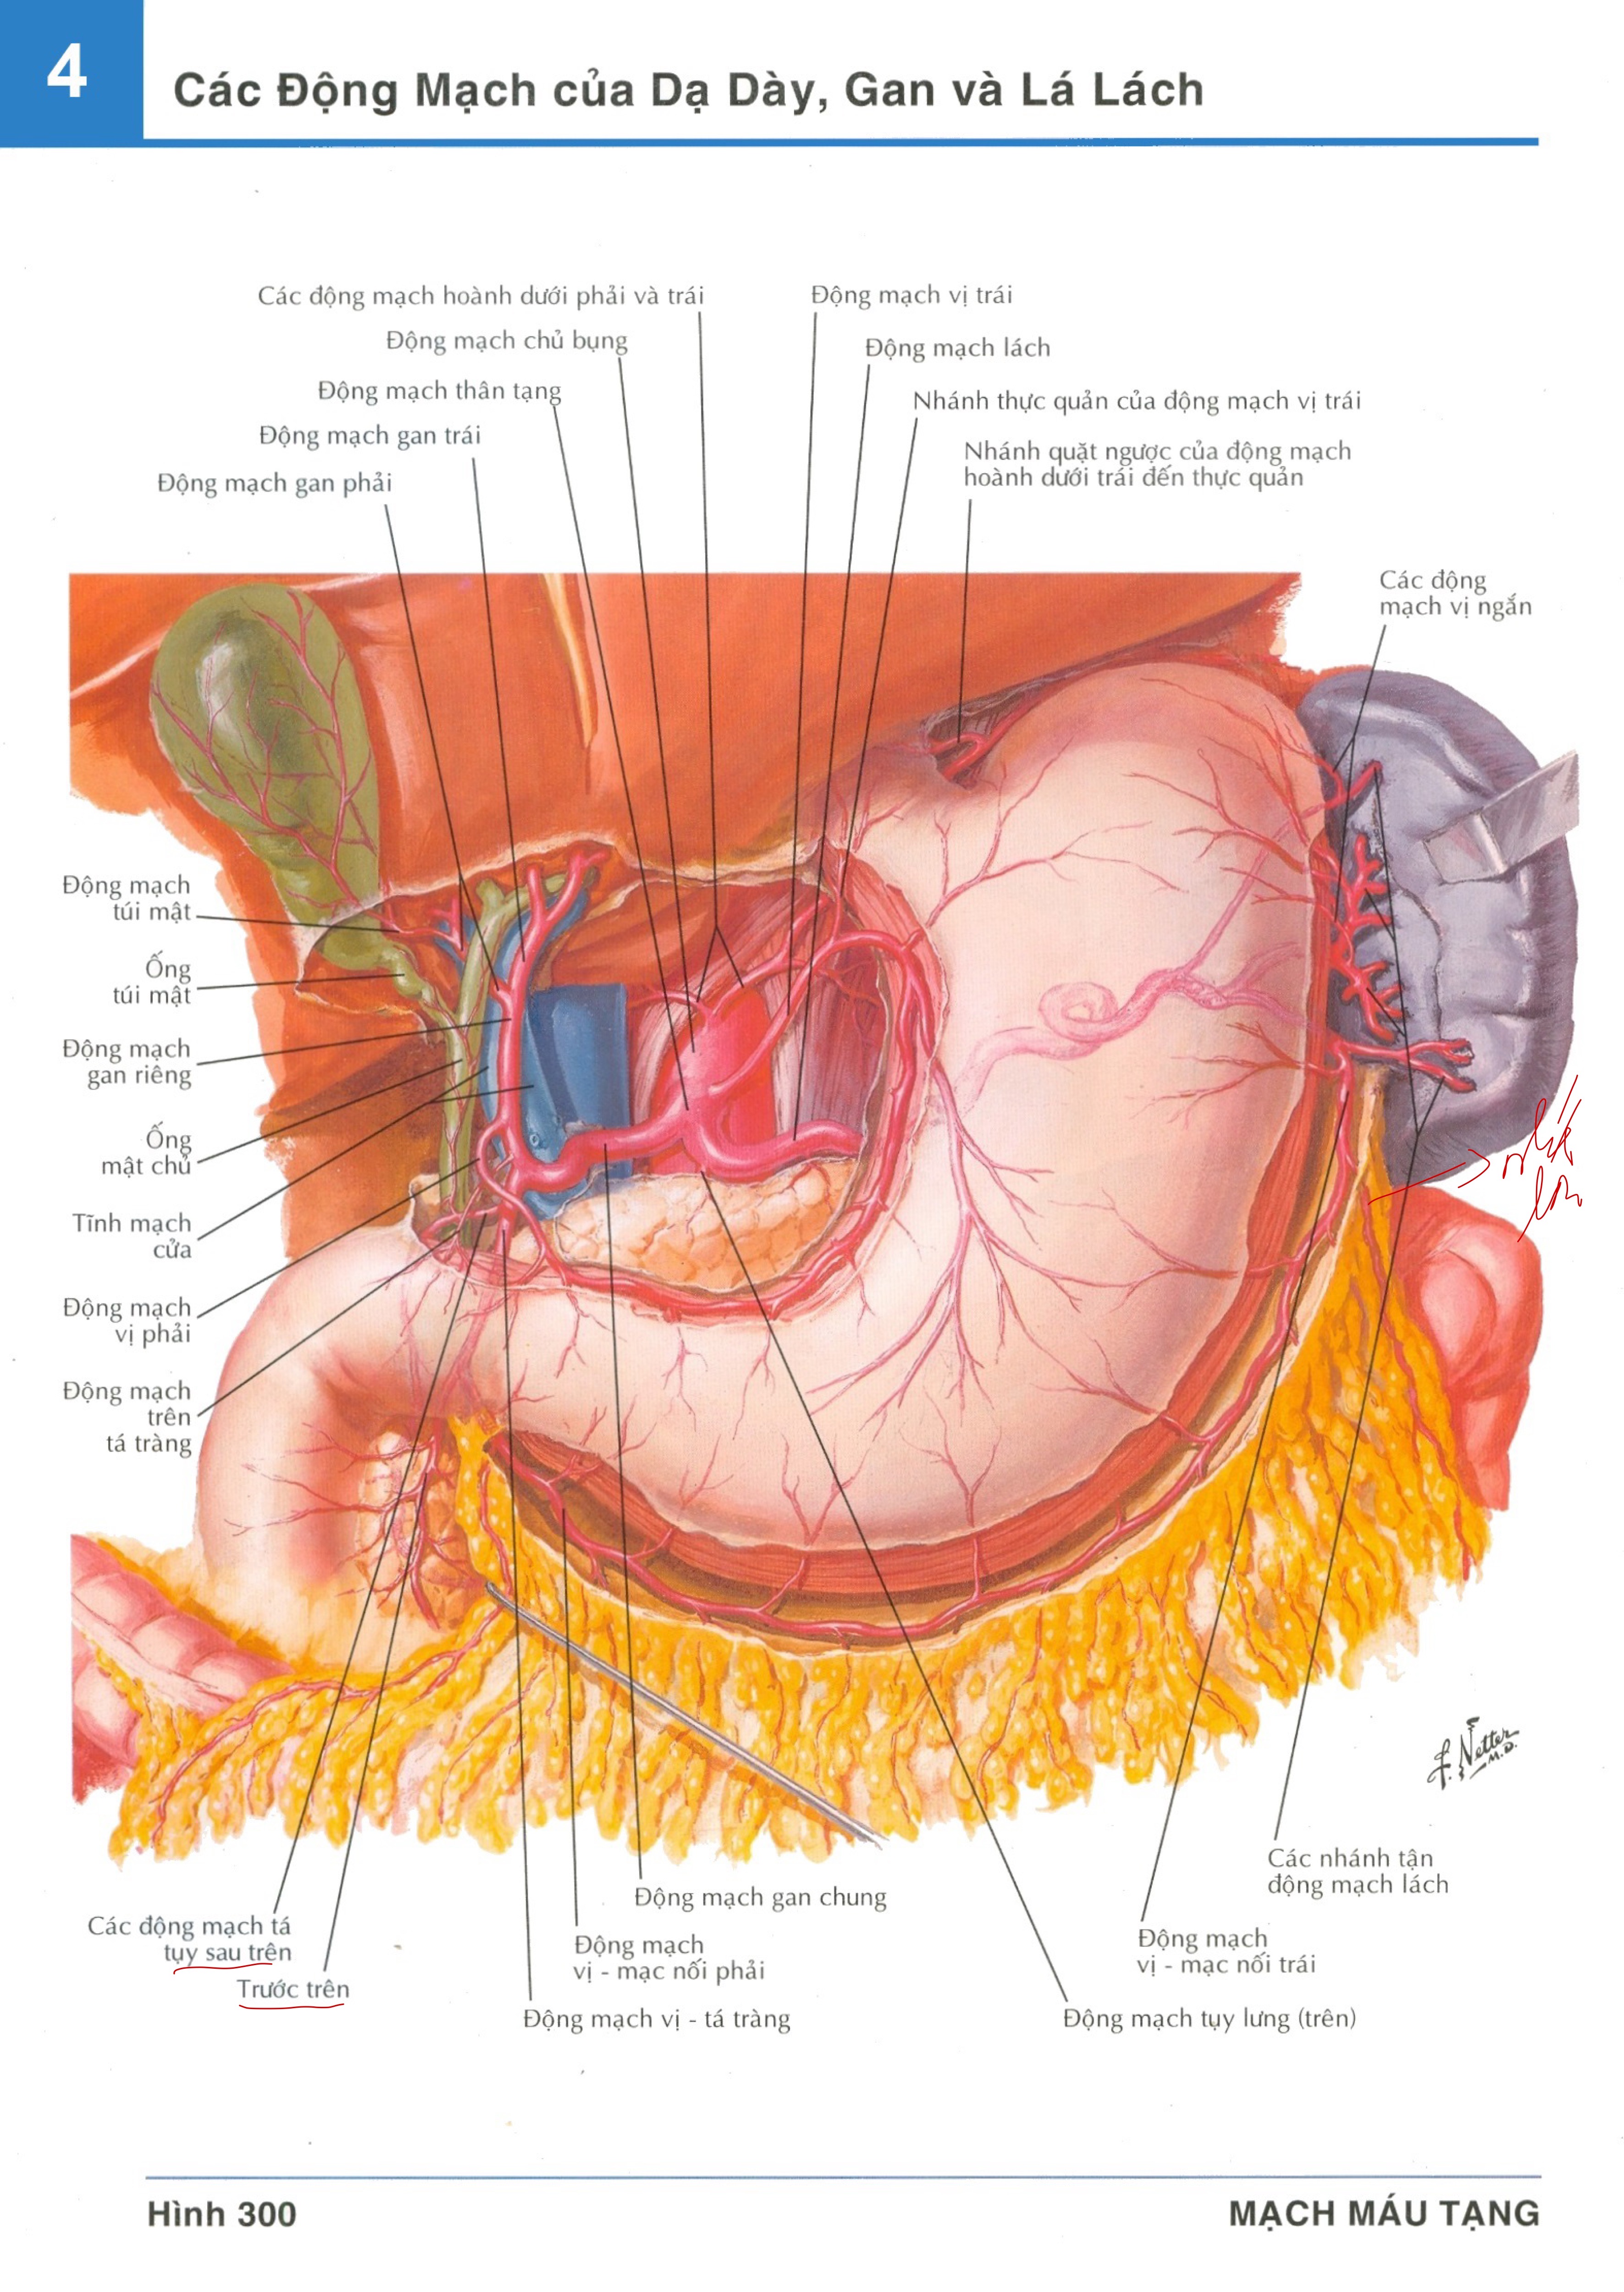 4
Các Động Mạch của Dạ Dày, Gan và Lá Lách
Các động mạch hoành dưới phải và trái
Động mạch vị trái
Động mạch chủ bụng
Động mạch lách
Động mạch thân tạng
Nhánh thực quản của động mạch vị trái
Động mạch gan trái
Nhánh quặt ngược của động mạch
hoành dưới trái đến thực quản
Động mạch gan phải
Các động
mạch vị ngắn
Động mạch
túi mật
Ống
túi mật
Động mạch
gan riêng
Ống
mật chủ
Tĩnh mạch
cửa
Động mạch
vị phải
Động mạch
trên
tá tràng
F. Netter
M.D.
Các nhánh tận
động mạch lách
Động mạch gan chung
Các động mạch tá
tụy sau trên
Trước trên
Động mạch
vị - mạc nối phải
Động mạch
vị - mạc nối trái
Động mạch vị - tá tràng
Động mạch tụy lưng (trên)
Hình 300
MẠCH MÁU TẠNG